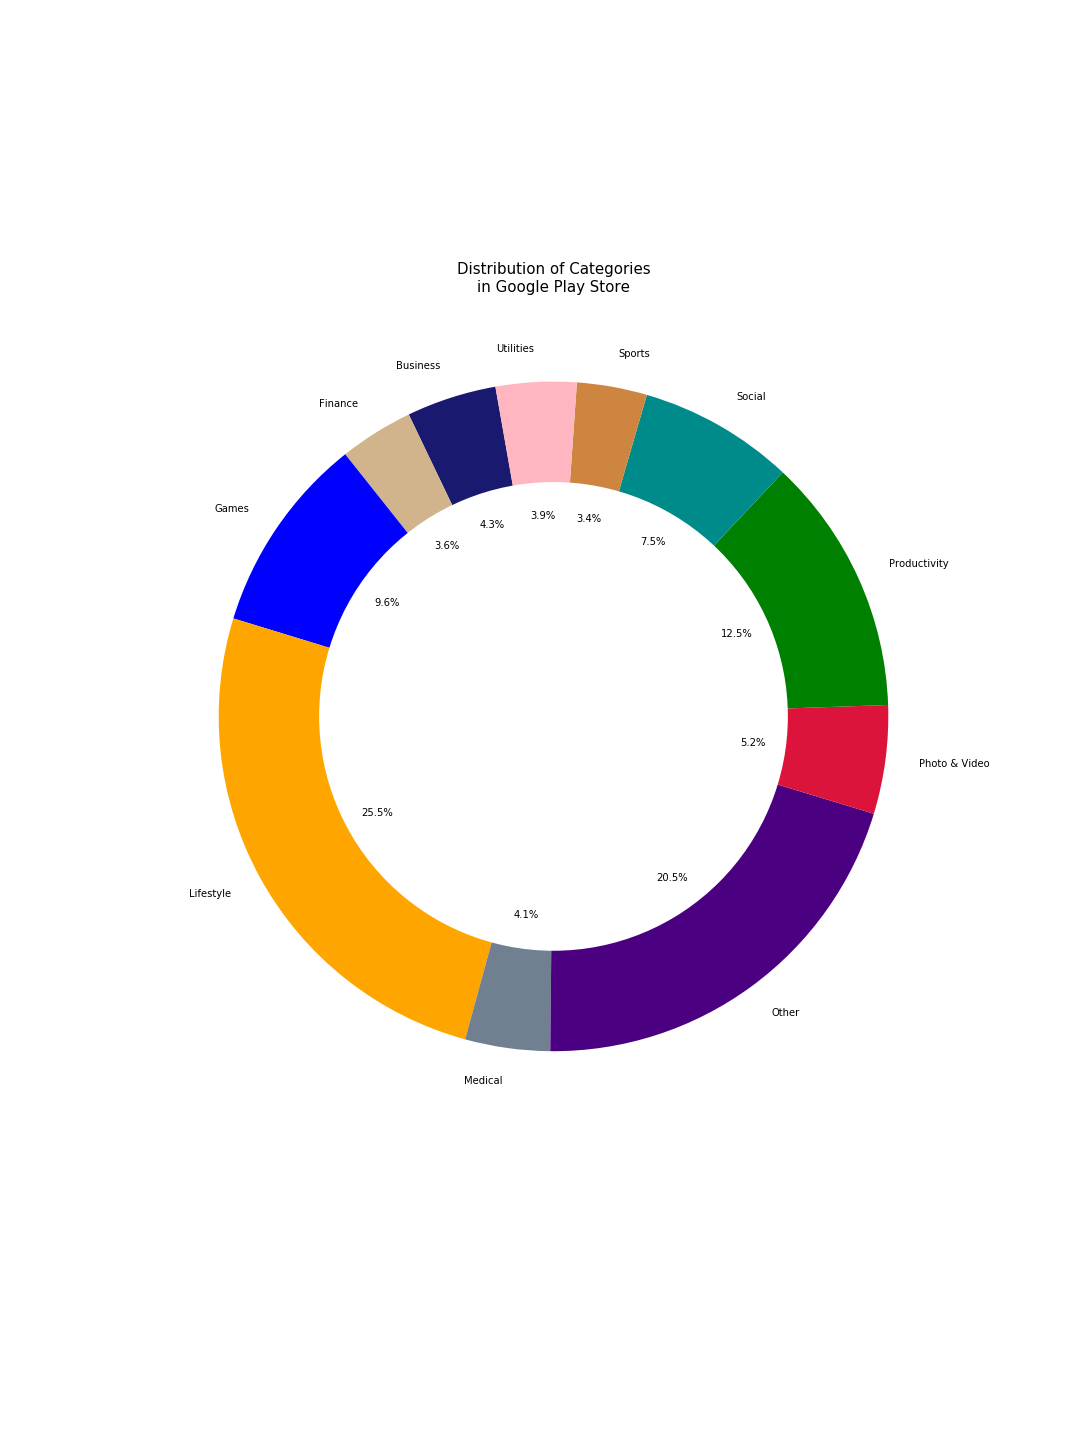 Distribution of Categories
in Google Play Store
Utilities
Sports
Business
Social
Finance
Games
Productivity
Photo & Video
Lifestyle
Other
Medical
3.9%
3.4%
4.3%
7.5%
3.6%
9.6%
12.5%
5.2%
25.5%
20.5%
4.1%